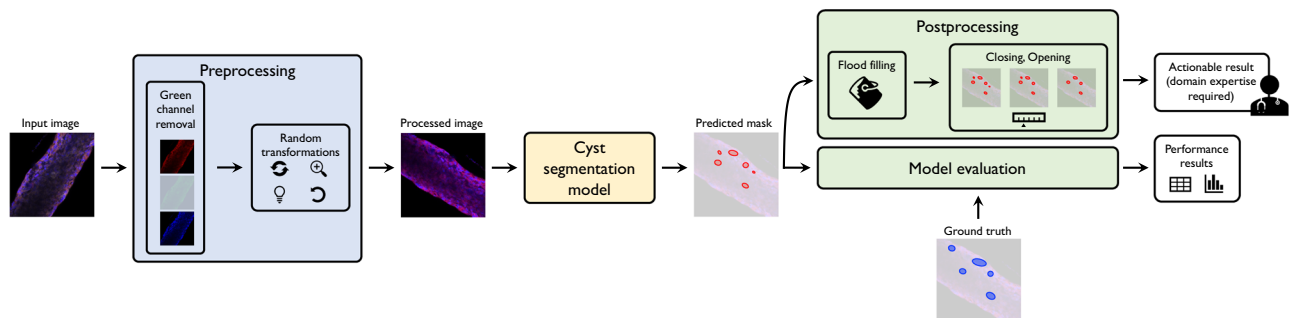 Input image
Preprocessing
Green
channel
removal
Random
transformations
Processed image
Cyst
segmentation
model
Predicted mask
Postprocessing
Flood filling
Closing, Opening
Actionable result
(domain expertise
required)
Model evaluation
Performance
results
Ground truth